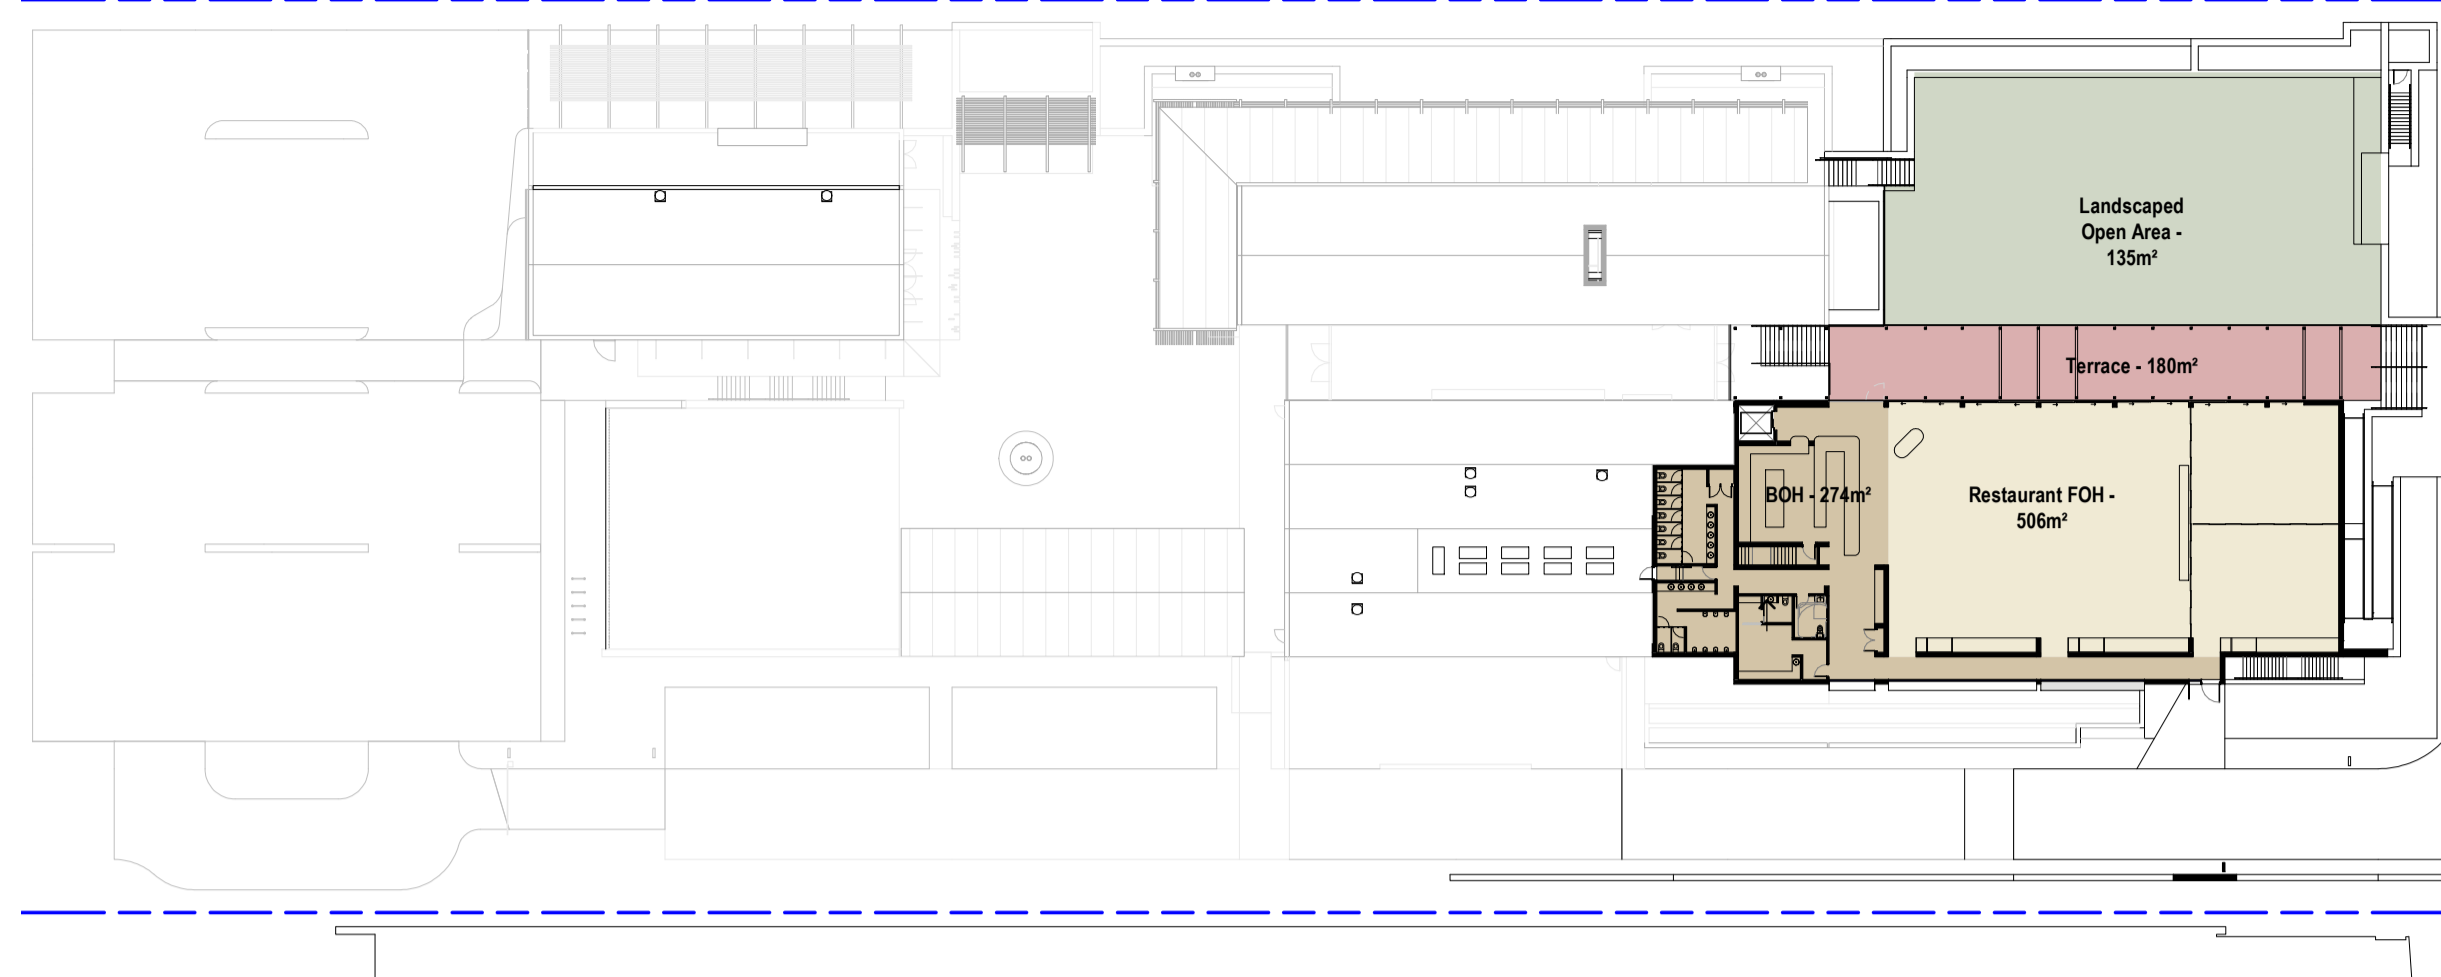 Landscaped
Open Area -
135m²
Terrace - 180m²
BOH - 274m²
Restaurant FOH -
506m²